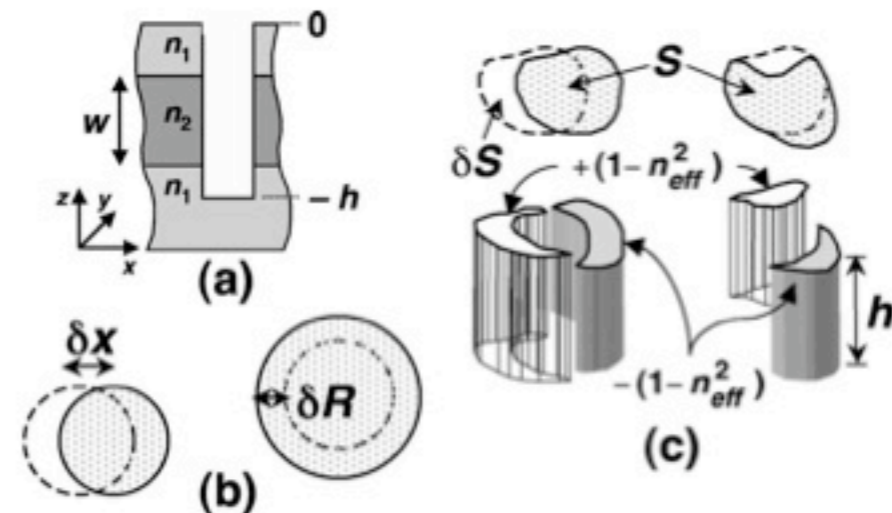 0
n₁
w
n₂
n₁
z
y
x
– h
(a)
δx
δR
(b)
S
δS
+(1– n²eff)
h
–(1–n²eff)
(c)